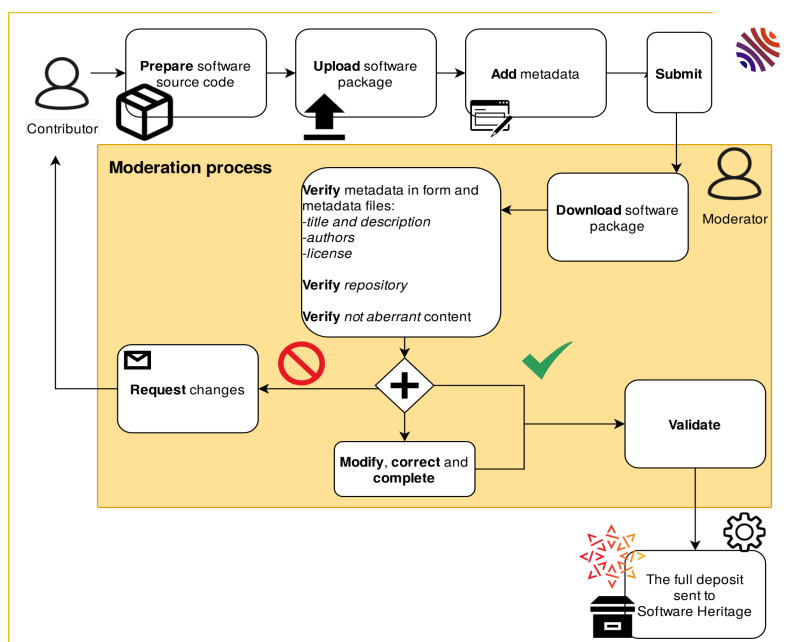 Prepare software
source code
Upload software
package
Add metadata
Submit
Contributor
Moderation process
Verify metadata in form and
metadata files:
-title and description
-authors
-license
Verify repository
Verify not aberrant content
Download software
package
Moderator
Request changes
Modify, correct and
complete
Validate
The full deposit
sent to
Software Heritage